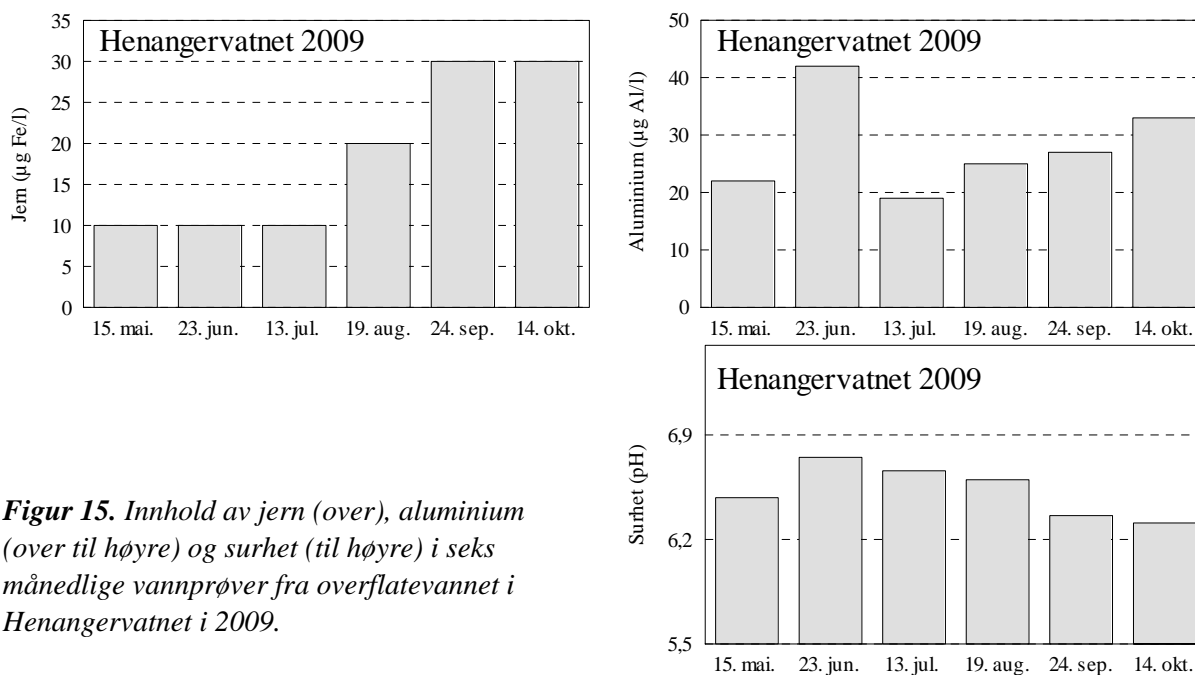 Henangervatnet 2009
Jern (µg Fe/l)
35
30
25
20
15
10
5
0
15. mai.
23. jun.
13. jul.
19. aug.
24. sep.
14. okt.
Henangervatnet 2009
Aluminium (µg Al/l)
50
40
30
20
10
0
15. mai.
23. jun.
13. jul.
19. aug.
24. sep.
14. okt.
Henangervatnet 2009
Surhet (pH)
6,9
6,2
5,5
15. mai.
23. jun.
13. jul.
19. aug.
24. sep.
14. okt.
Figur 15. Innhold av jern (over), aluminium
(over til høyre) og surhet (til høyre) i seks
månedlige vannprøver fra overflatevannet i
Henangervatnet i 2009.